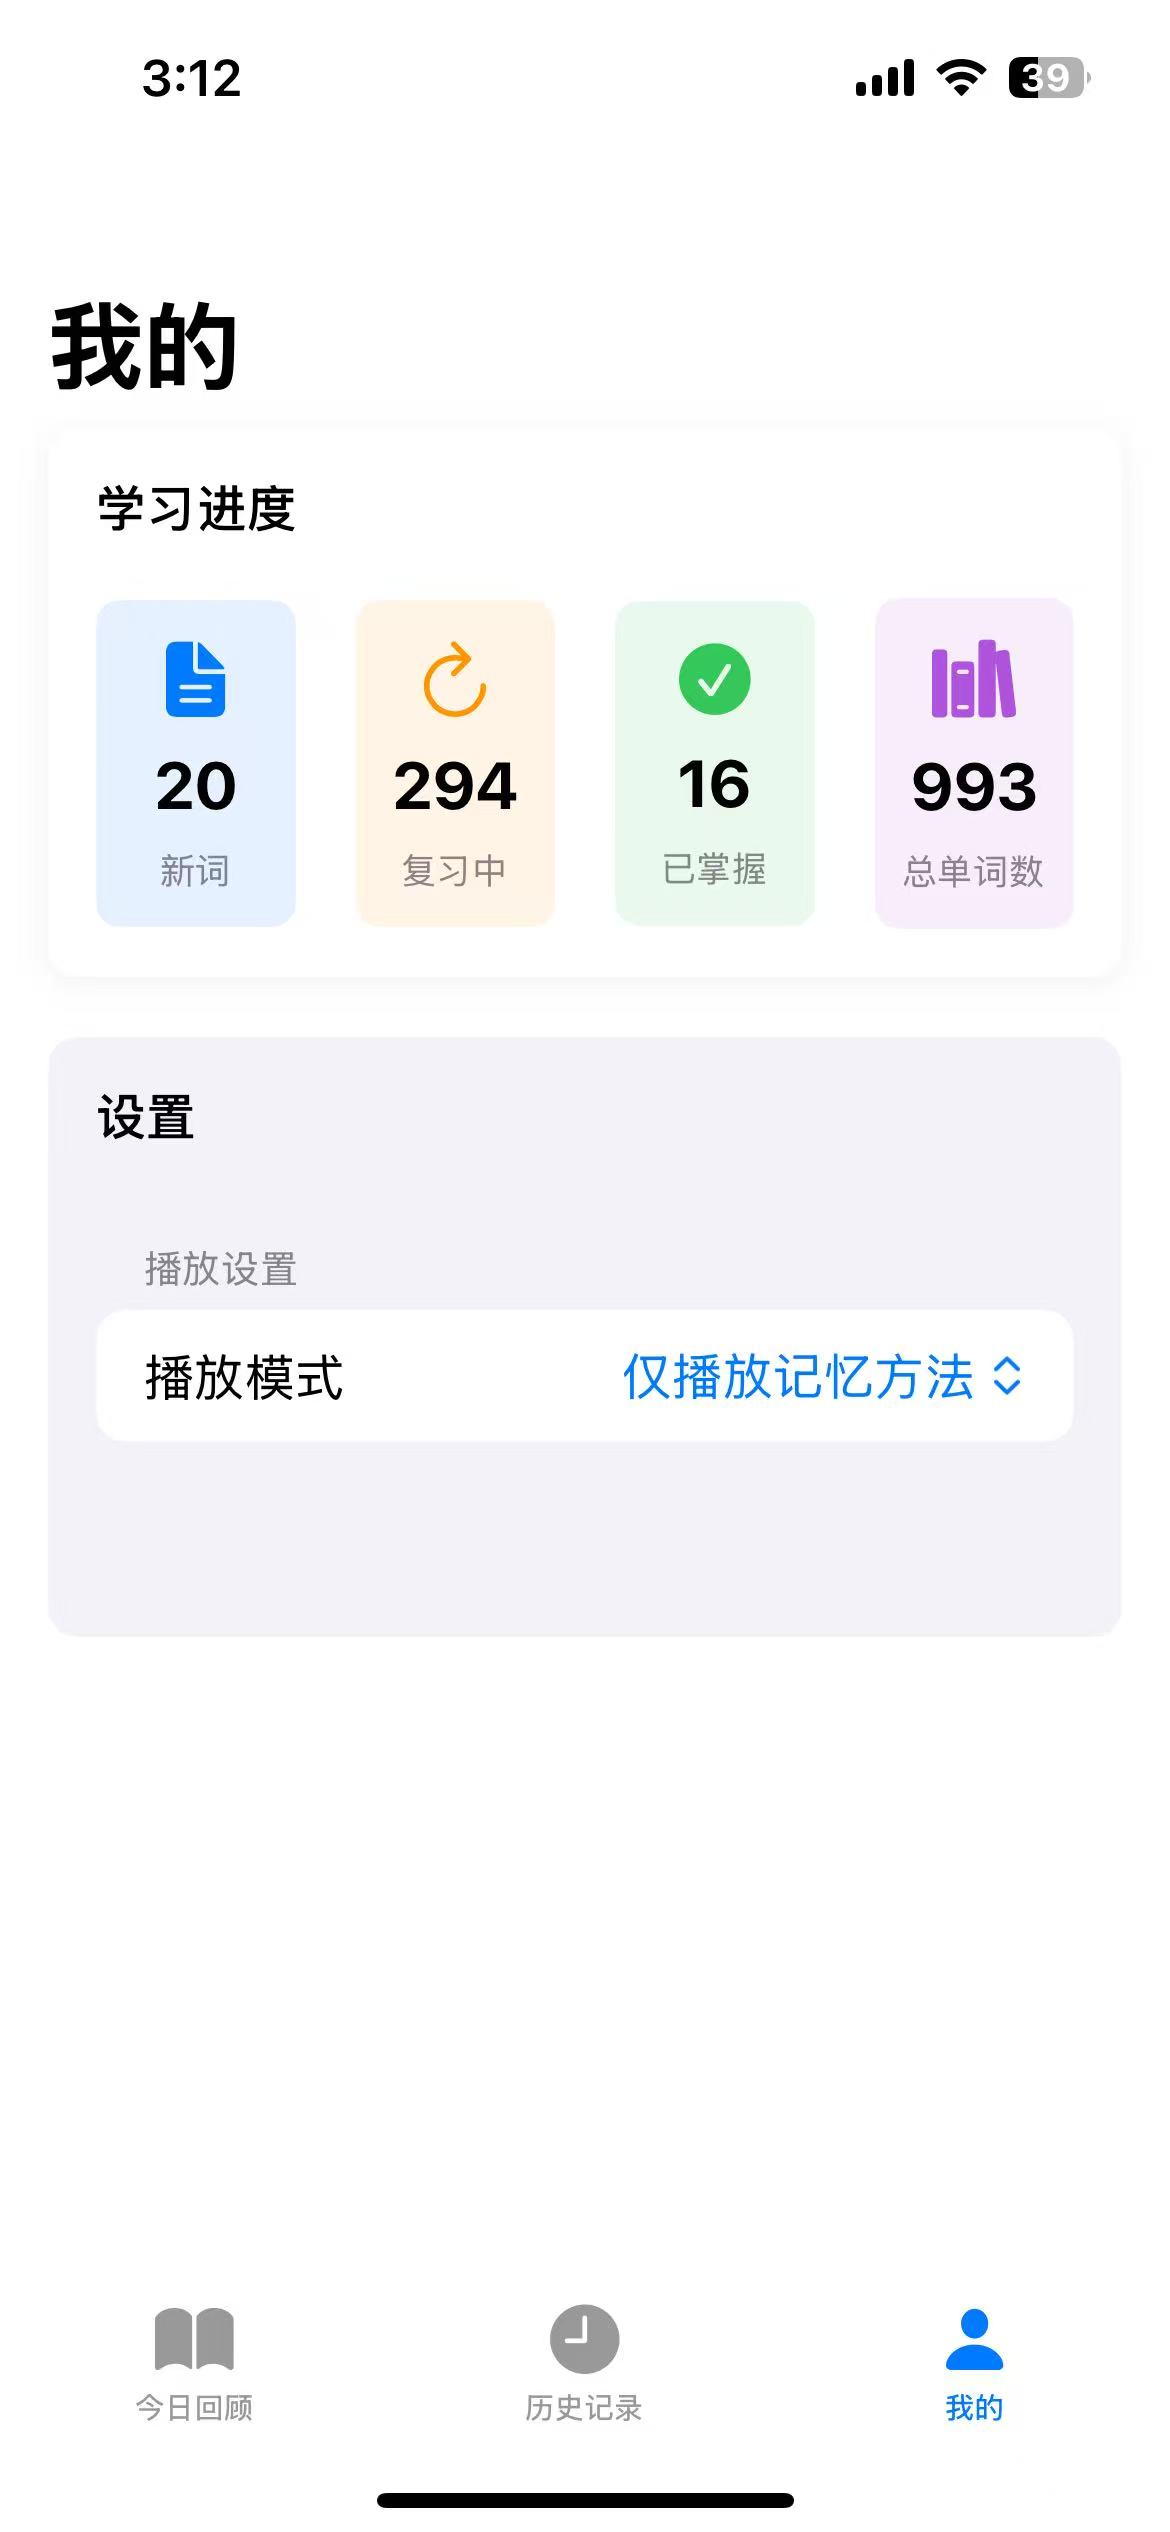 3:12
39
我的
学习进度
20
294
16
993
新词
复习中
已掌握
总单词数
设置
播放设置
播放模式
仅播放记忆方法
今日回顾
历史记录
我的